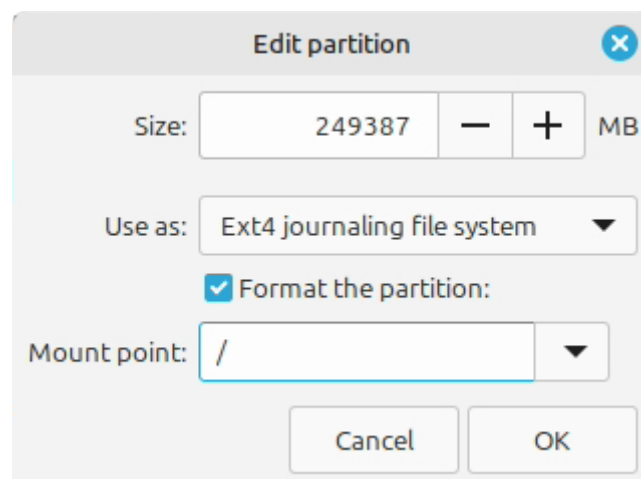 Edit partition
Size: 249387 MB
Use as: Ext4 journaling file system
Format the partition:
Mount point: /
Cancel OK